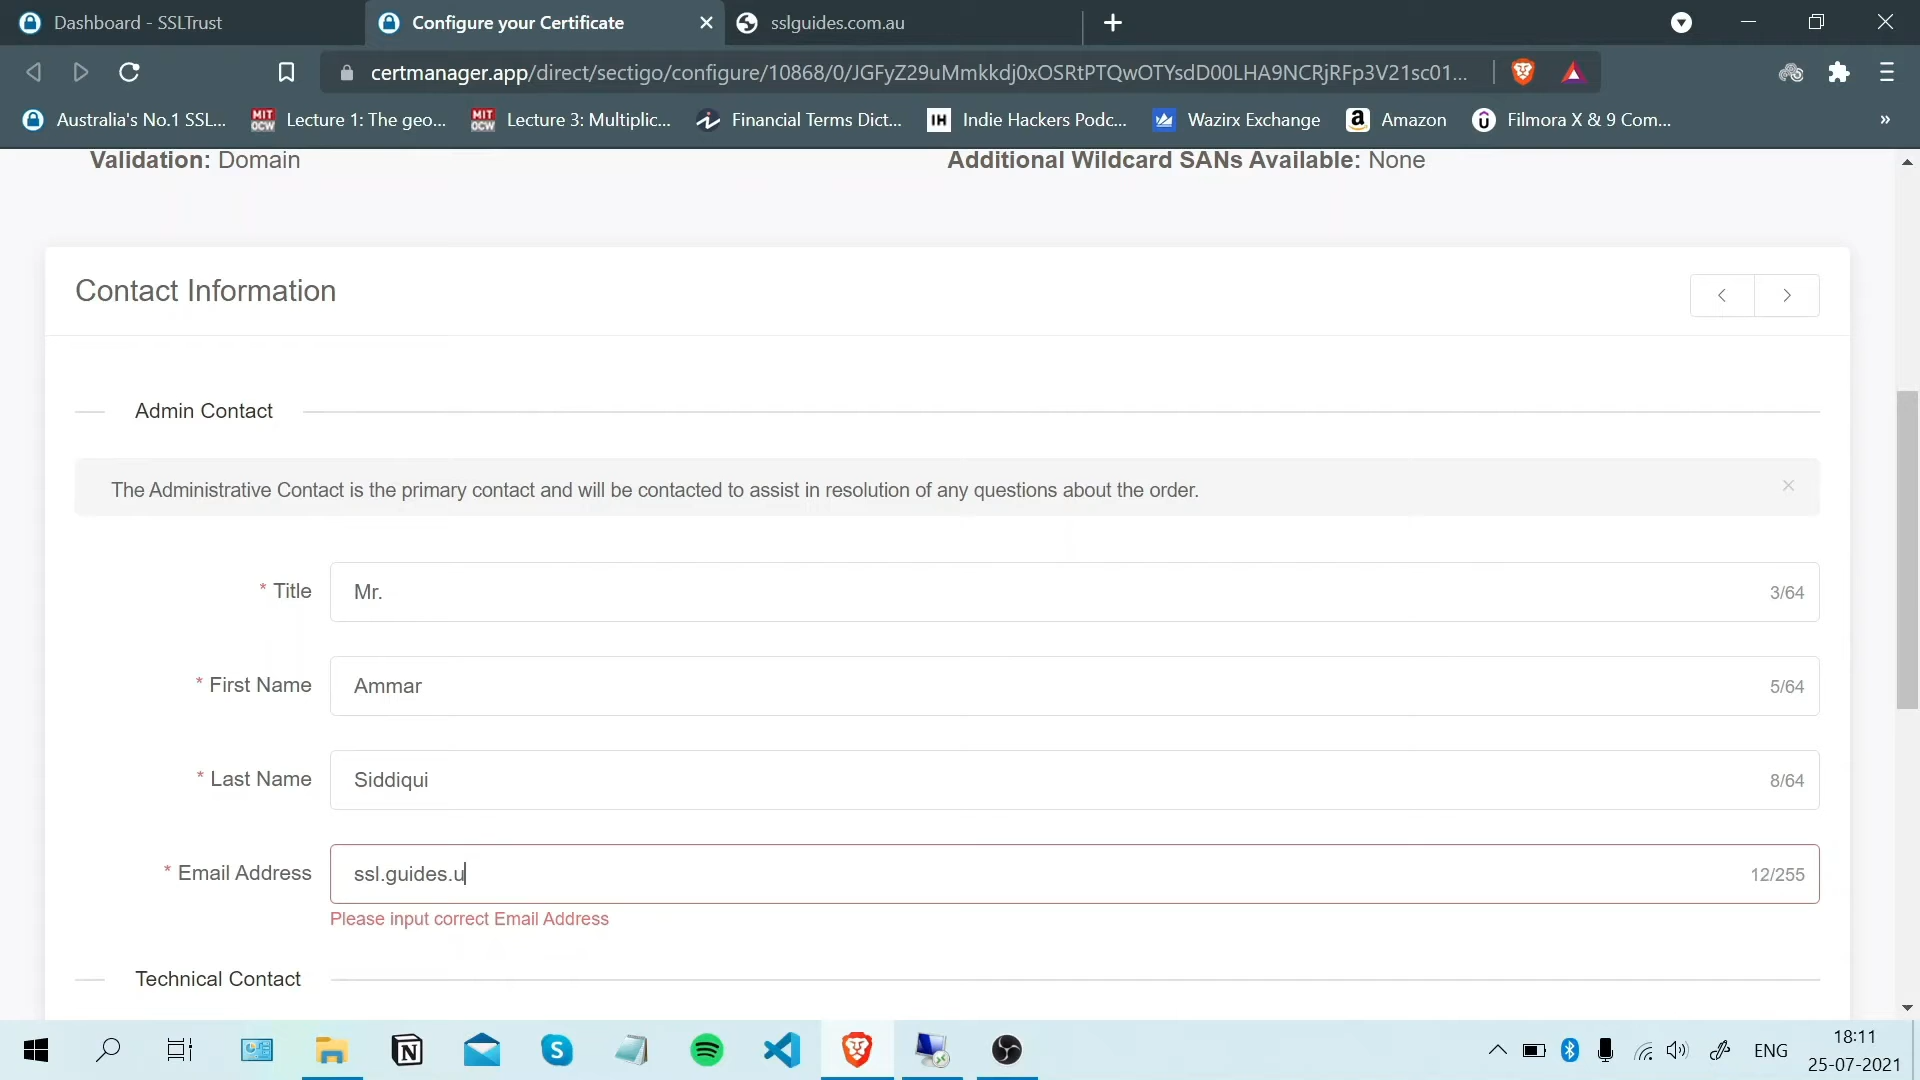 Dashboard - SSLTrust
Configure your Certificate
sslguides.com.au
certmanager.app/direct/sectigo/configure/10868/0/JGFyZ29uMmkkdj0xOSRtPTQwOTYsdD00LHA9NCRjRFp3V21sc01...
Australia's No.1 SSL...
MIT OCW
Lecture 1: The geo...
MIT OCW
Lecture 3: Multiplic...
Financial Terms Dict...
IH
Indie Hackers Podc...
Wazirx Exchange
Amazon
Filmora X & 9 Com...
»
Validation: Domain
Additional Wildcard SANs Available: None
Contact Information
Admin Contact
The Administrative Contact is the primary contact and will be contacted to assist in resolution of any questions about the order.
* Title
Mr.
3/64
* First Name
Ammar
5/64
* Last Name
Siddiqui
8/64
* Email Address
ssl.guides.u
12/255
Please input correct Email Address
Technical Contact
ENG
18:11
25-07-2021